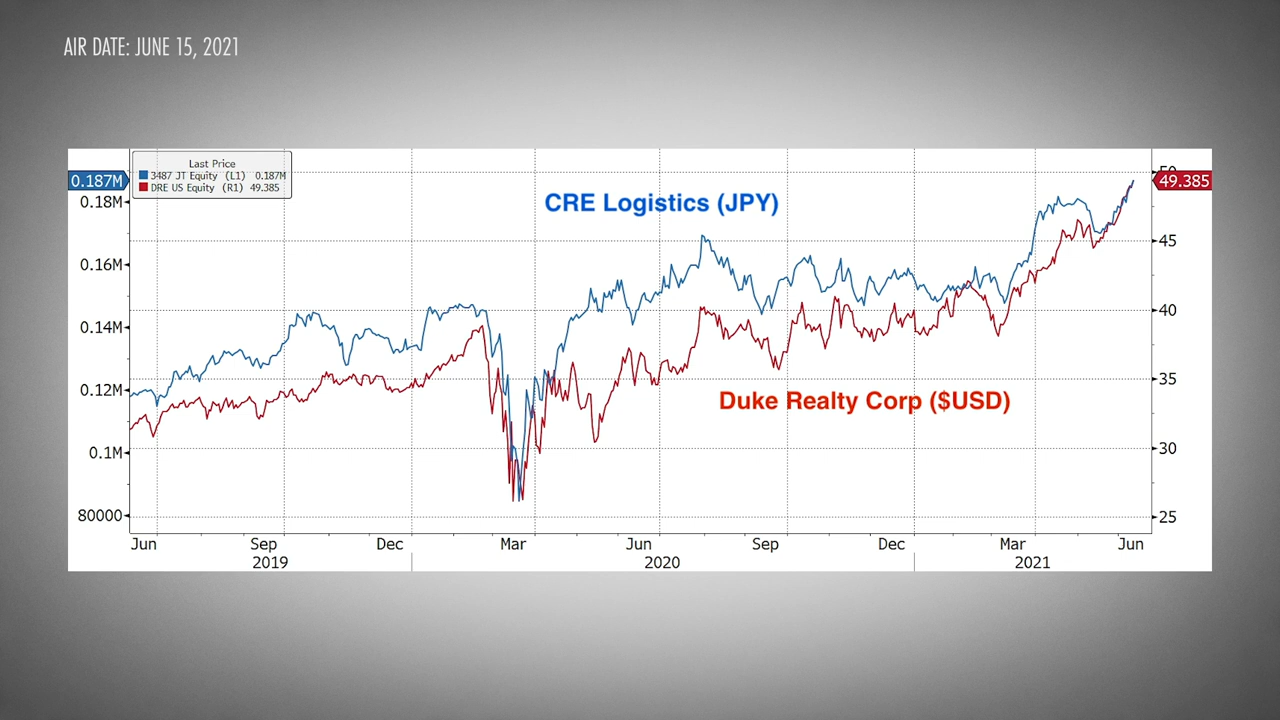 AIR DATE: JUNE 15, 2021
Last Price
3487 JT Equity (L1) 0.187M
DRE US Equity (R1) 49.385
0.187M
0.18M
0.16M
0.14M
0.12M
0.1M
80000
CRE Logistics (JPY)
Duke Realty Corp ($USD)
50
49.385
45
40
35
30
25
Jun Sep Dec Mar Jun Sep Dec Mar Jun
2019 2020 2021